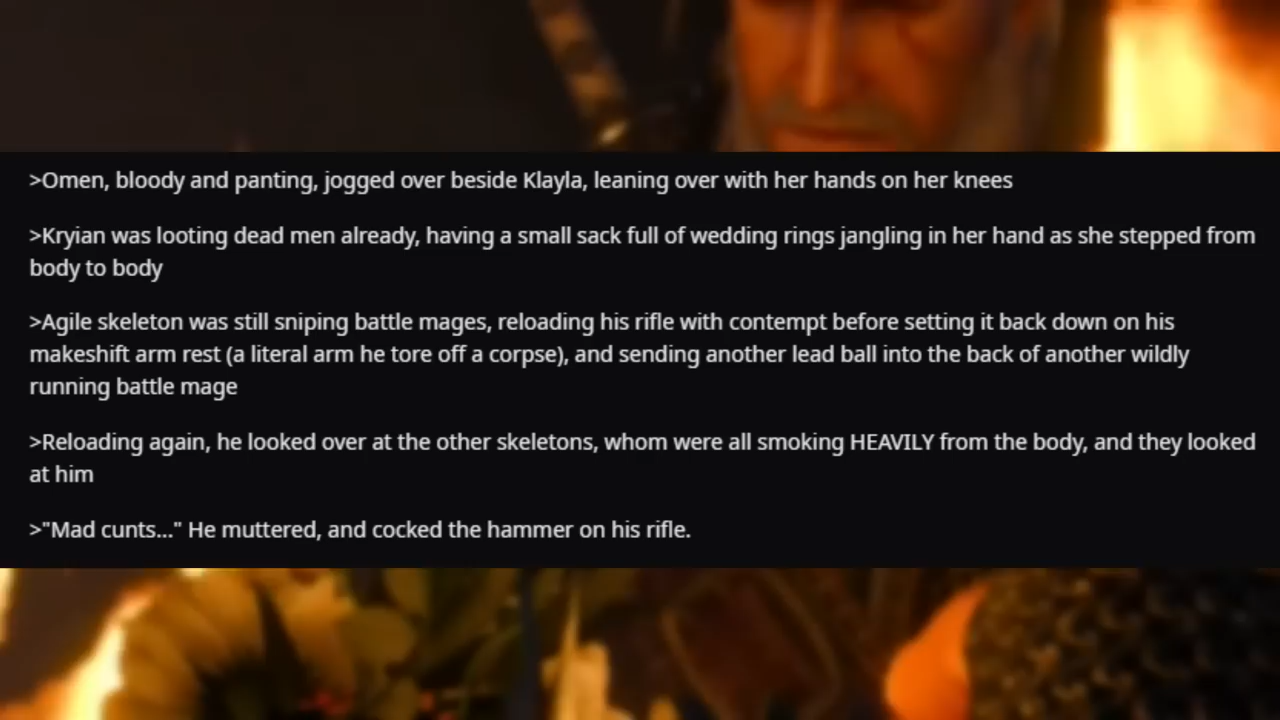 >Omen, bloody and panting, jogged over beside Klayla, leaning over with her hands on her knees
>Kryian was looting dead men already, having a small sack full of wedding rings jangling in her hand as she stepped from
body to body
>Agile skeleton was still sniping battle mages, reloading his rifle with contempt before setting it back down on his
makeshift arm rest (a literal arm he tore off a corpse), and sending another lead ball into the back of another wildly
running battle mage
>Reloading again, he looked over at the other skeletons, whom were all smoking HEAVILY from the body, and they looked
at him
>"Mad cunts..." He muttered, and cocked the hammer on his rifle.